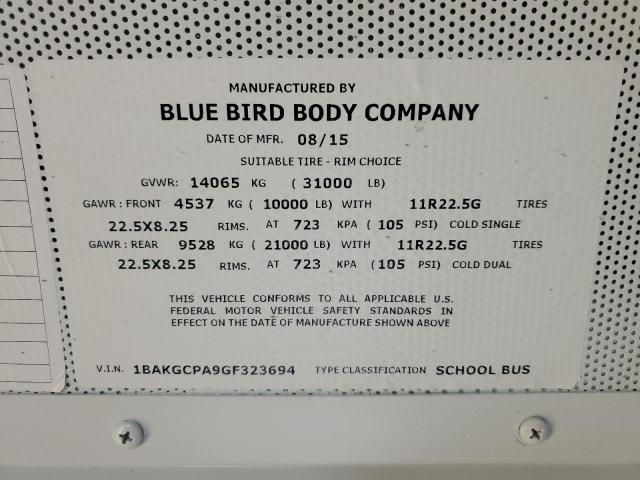 MANUFACTURED BY
BLUE BIRD BODY COMPANY
DATE OF MFR. 08/15
SUITABLE TIRE - RIM CHOICE
GVWR: 14065 KG ( 31000 LB)
GAWR : FRONT 4537 KG ( 10000 LB) WITH 11R22.5G TIRES
22.5X8.25 RIMS. AT 723 KPA ( 105 PSI) COLD SINGLE
GAWR : REAR 9528 KG ( 21000 LB) WITH 11R22.5G TIRES
22.5X8.25 RIMS. AT 723 KPA ( 105 PSI) COLD DUAL
THIS VEHICLE CONFORMS TO ALL APPLICABLE U.S.
FEDERAL MOTOR VEHICLE SAFETY STANDARDS IN
EFFECT ON THE DATE OF MANUFACTURE SHOWN ABOVE
V.I.N. 1BAKGCPA9GF323694 TYPE CLASSIFICATION SCHOOL BUS